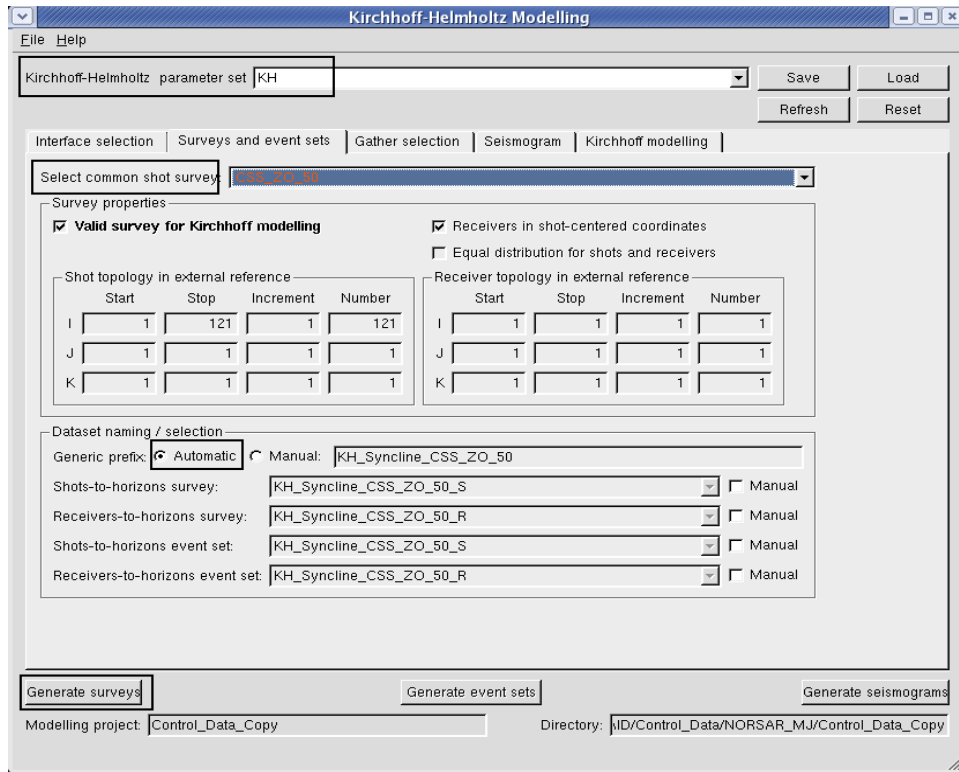 Kirchhoff-Helmholtz Modelling
File Help
Kirchhoff-Helmholtz parameter set KH Save Load
Refresh Reset
Interface selection Surveys and event sets Gather selection Seismogram Kirchhoff modelling
Select common shot survey: CSS_ZO_50
Survey properties
Valid survey for Kirchhoff modelling Receivers in shot-centered coordinates
Equal distribution for shots and receivers
Shot topology in external reference Receiver topology in external reference
Start Stop Increment Number Start Stop Increment Number
I 1 121 1 121 I 1 1 1 1
J 1 1 1 1 J 1 1 1 1
K 1 1 1 1 K 1 1 1 1
Dataset naming / selection
Generic prefix: Automatic Manual: KH_Syncline_CSS_ZO_50
Shots-to-horizons survey: KH_Syncline_CSS_ZO_50_S Manual
Receivers-to-horizons survey: KH_Syncline_CSS_ZO_50_R Manual
Shots-to-horizons event set: KH_Syncline_CSS_ZO_50_S Manual
Receivers-to-horizons event set: KH_Syncline_CSS_ZO_50_R Manual
Generate surveys Generate event sets Generate seismograms
Modelling project: Control_Data_Copy Directory: \ID/Control_Data/NORSAR_MJ/Control_Data_Copy